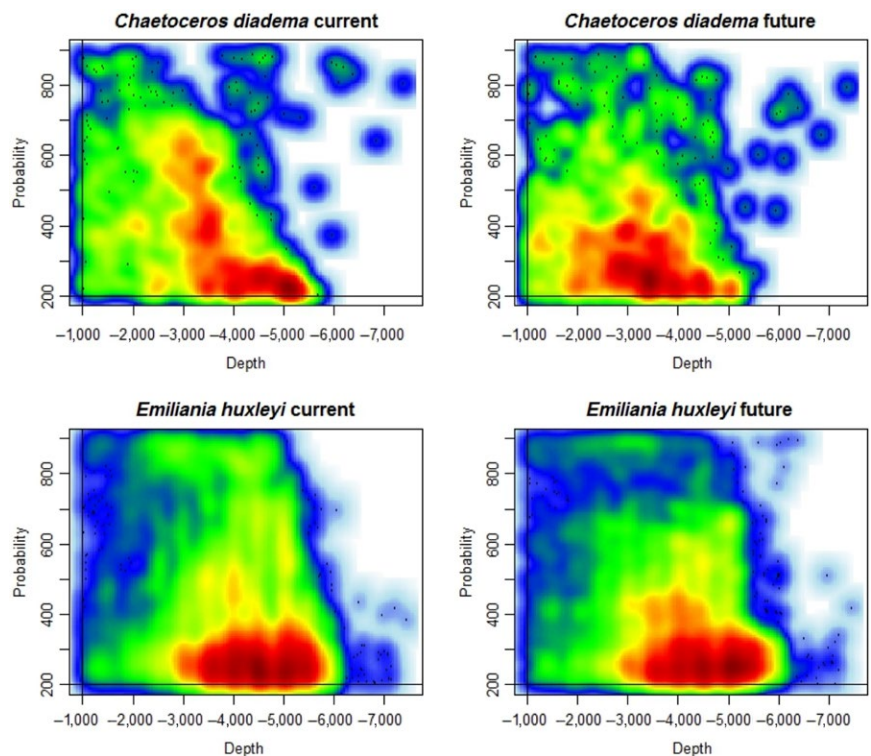 Chaetoceros diadema current
Probability
800
600
400
200
–1,000 –2,000 –3,000 –4,000 –5,000 –6,000 –7,000
Depth
Chaetoceros diadema future
Probability
800
600
400
200
–1,000 –2,000 –3,000 –4,000 –5,000 –6,000 –7,000
Depth
Emiliania huxleyi current
Probability
800
600
400
200
–1,000 –2,000 –3,000 –4,000 –5,000 –6,000 –7,000
Depth
Emiliania huxleyi future
Probability
800
600
400
200
–1,000 –2,000 –3,000 –4,000 –5,000 –6,000 –7,000
Depth